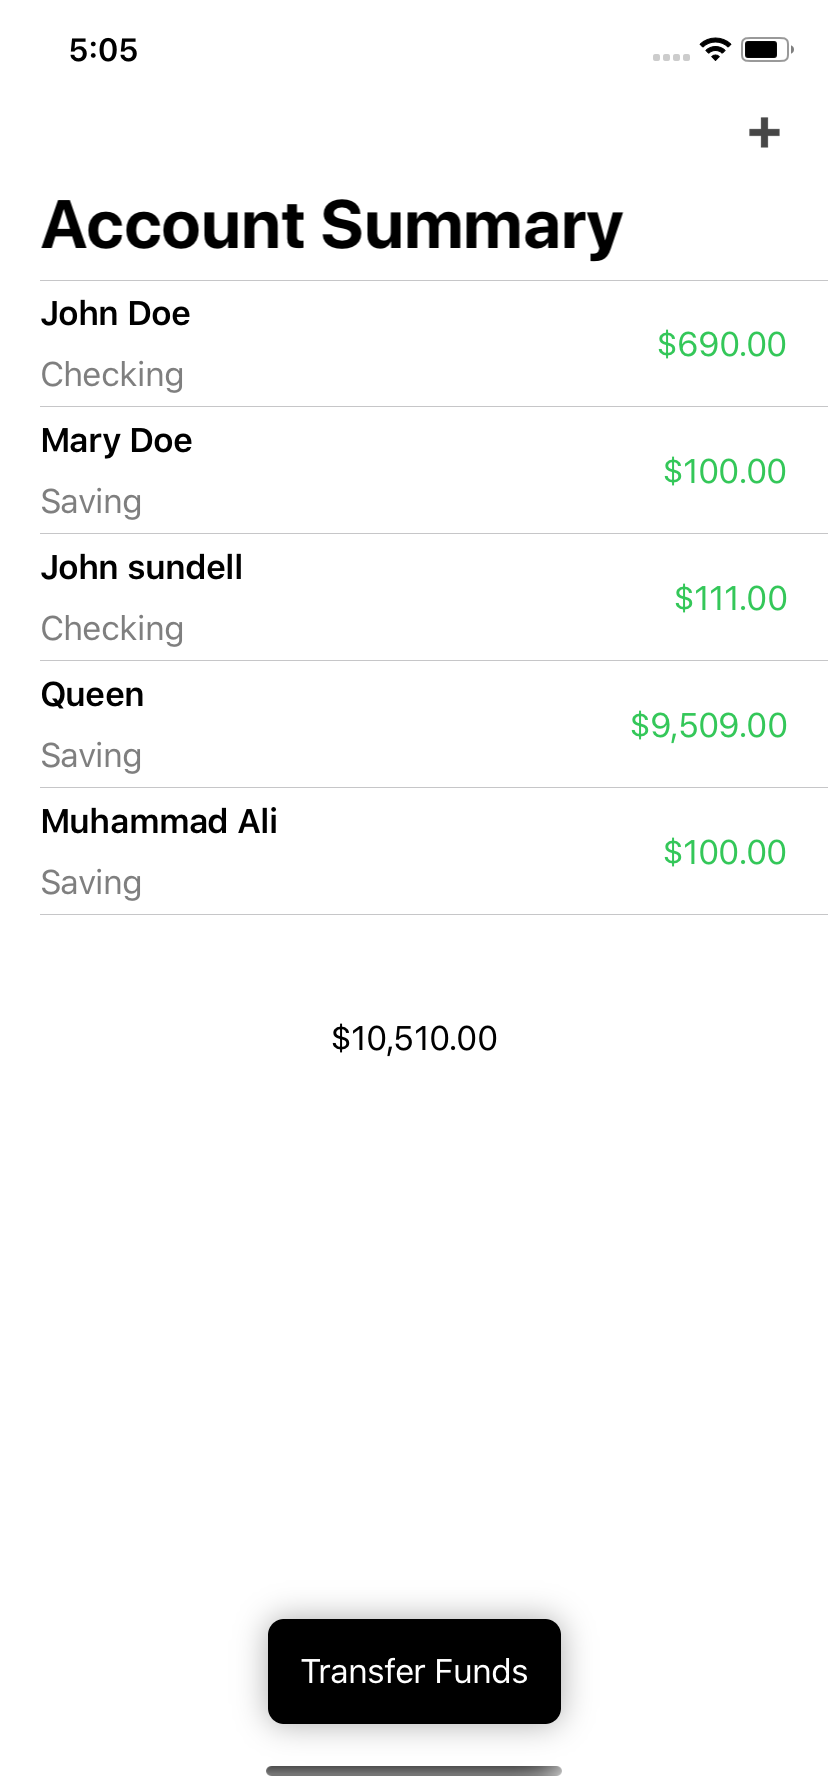 5:05
+
Account Summary
John Doe
$690.00
Checking
Mary Doe
$100.00
Saving
John sundell
$111.00
Checking
Queen
$9,509.00
Saving
Muhammad Ali
$100.00
Saving
$10,510.00
Transfer Funds